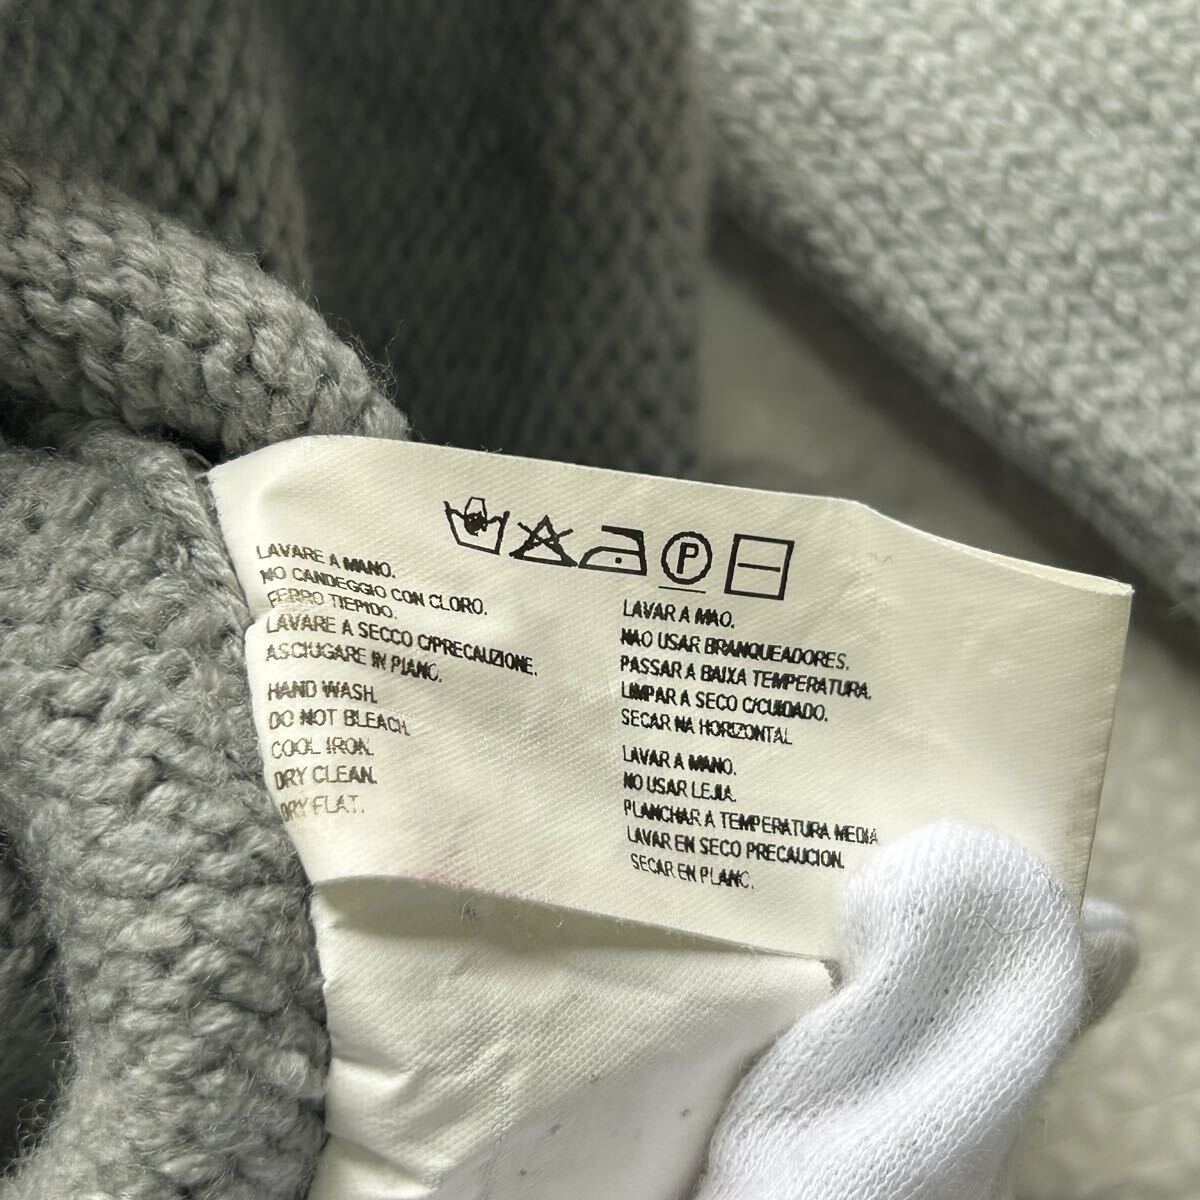 P
LAVARE A MANO.
NO CANDEGGIO CON CLORO.
FERRO TIEPIDO.
LAVARE A SECCO C/PRECAUZIONE.
ASCIUGARE IN PIANO.
HAND WASH.
DO NOT BLEACH.
COOL IRON.
DRY CLEAN.
DRY FLAT.
LAVAR A MAO.
NAO USAR BRANQUEADORES.
PASSAR A BAIXA TEMPERATURA.
LIMPAR A SECO C/CUIDADO.
SECAR NA HORIZONTAL
LAVAR A MANO.
NO USAR LEJIA.
PLANCHAR A TEMPERATURA MEDIA
LAVAR EN SECO PRECAUCION.
SECAR EN PLANO.